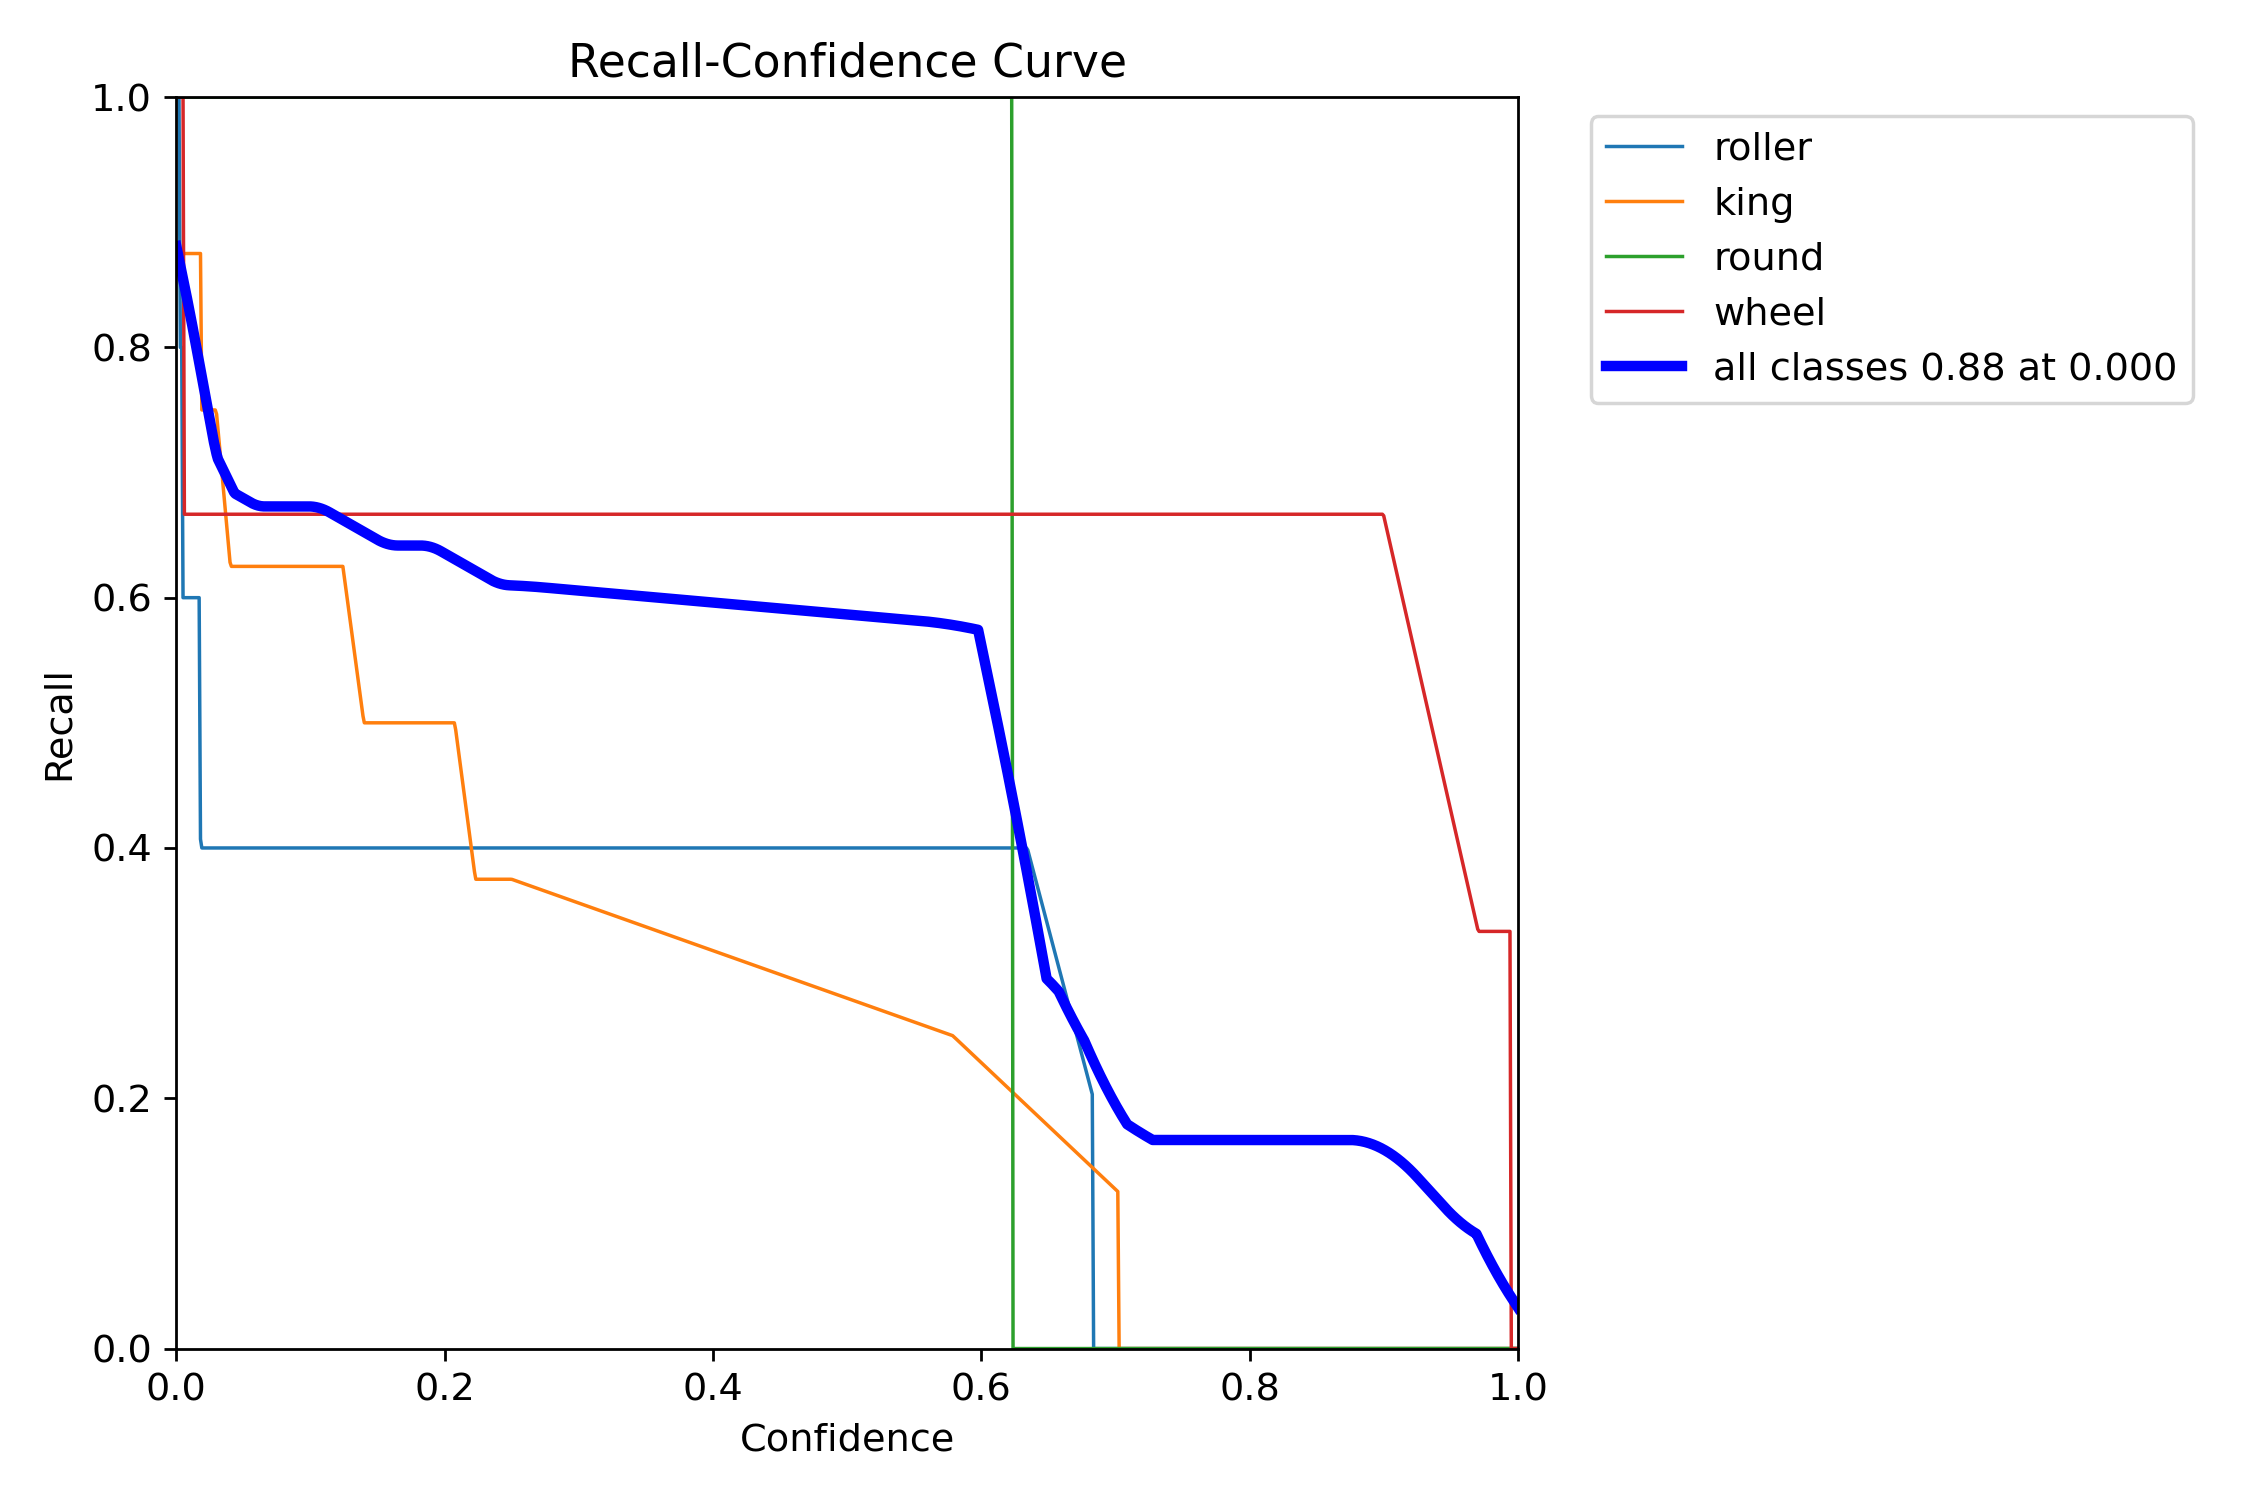 Recall-Confidence Curve
1.0
0.8
0.6
0.4
0.2
0.0
Recall
0.0 0.2 0.4 0.6 0.8 1.0
Confidence
roller
king
round
wheel
all classes 0.88 at 0.000